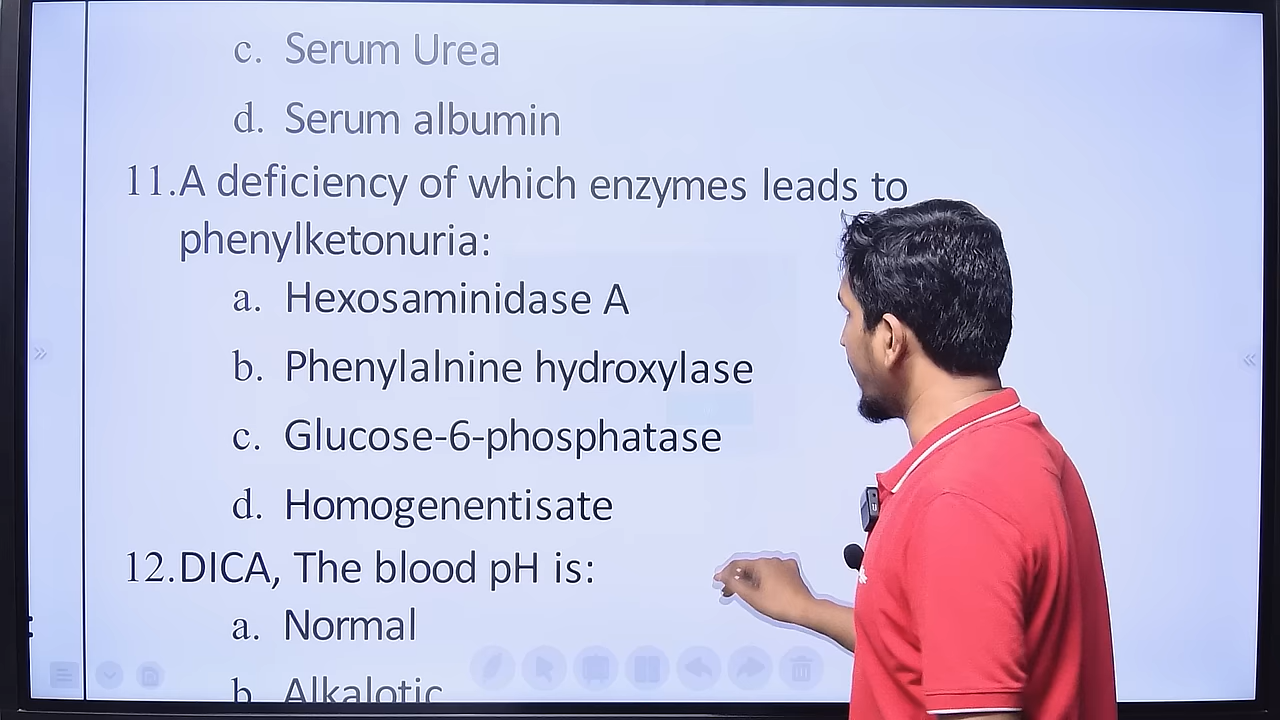 c. Serum Urea
d. Serum albumin
11.A deficiency of which enzymes leads to
phenylketonuria:
a. Hexosaminidase A
b. Phenylalnine hydroxylase
c. Glucose-6-phosphatase
d. Homogenentisate
12.DICA, The blood pH is:
a. Normal
b. Alkalotic